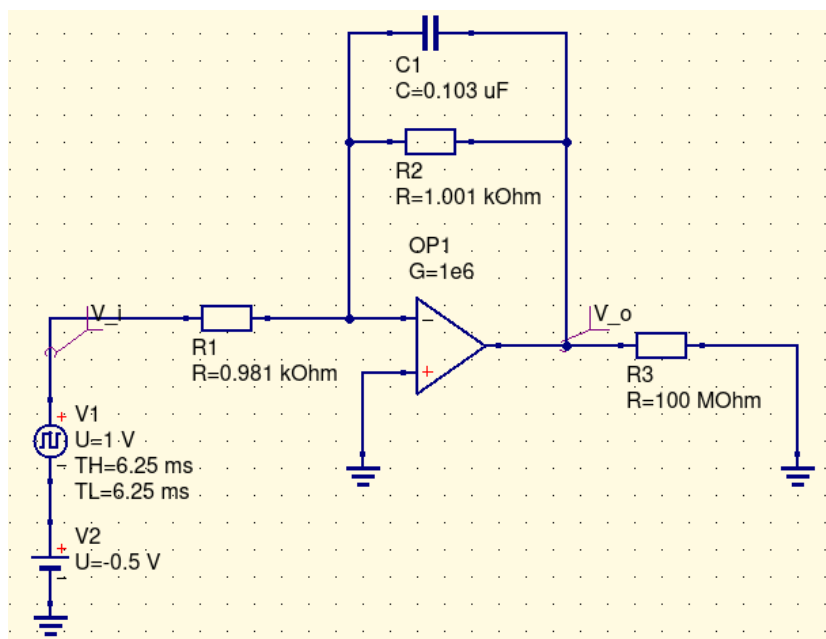 C1
C=0.103 uF
R2
R=1.001 kOhm
OP1
G=1e6
V_i
V_o
R1
R=0.981 kOhm
R3
R=100 MOhm
V1
U=1 V
TH=6.25 ms
TL=6.25 ms
V2
U=-0.5 V